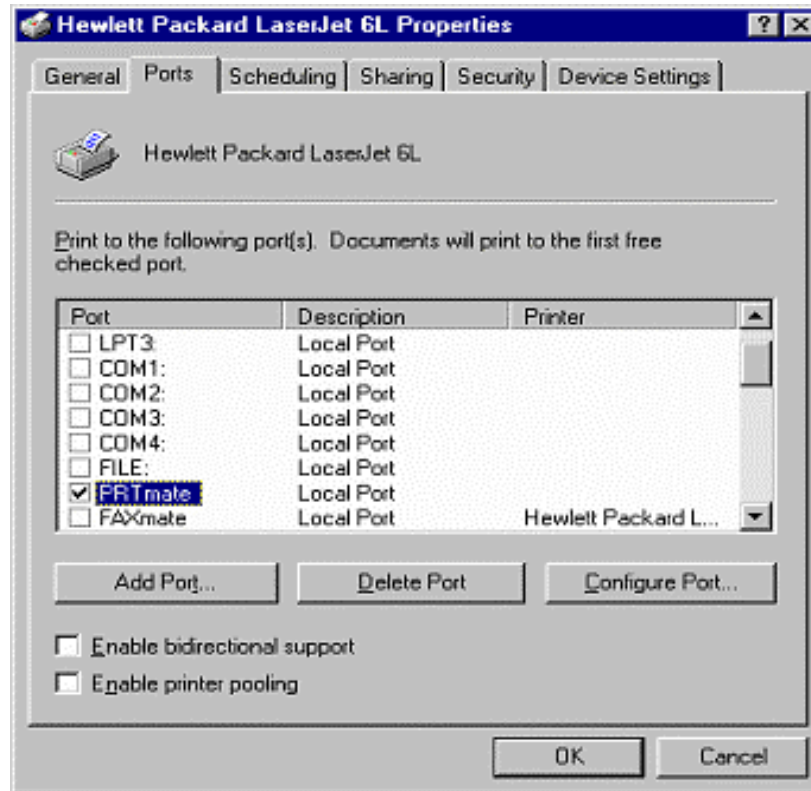 Hewlett Packard LaserJet 6L Properties
General Ports Scheduling Sharing Security Device Settings
Hewlett Packard LaserJet 6L
Print to the following port(s). Documents will print to the first free
checked port.
Port Description Printer
LPT3: Local Port
COM1: Local Port
COM2: Local Port
COM3: Local Port
COM4: Local Port
FILE: Local Port
PRTmate Local Port
FAXmate Local Port Hewlett Packard L...
Add Port... Delete Port Configure Port...
Enable bidirectional support
Enable printer pooling
OK Cancel